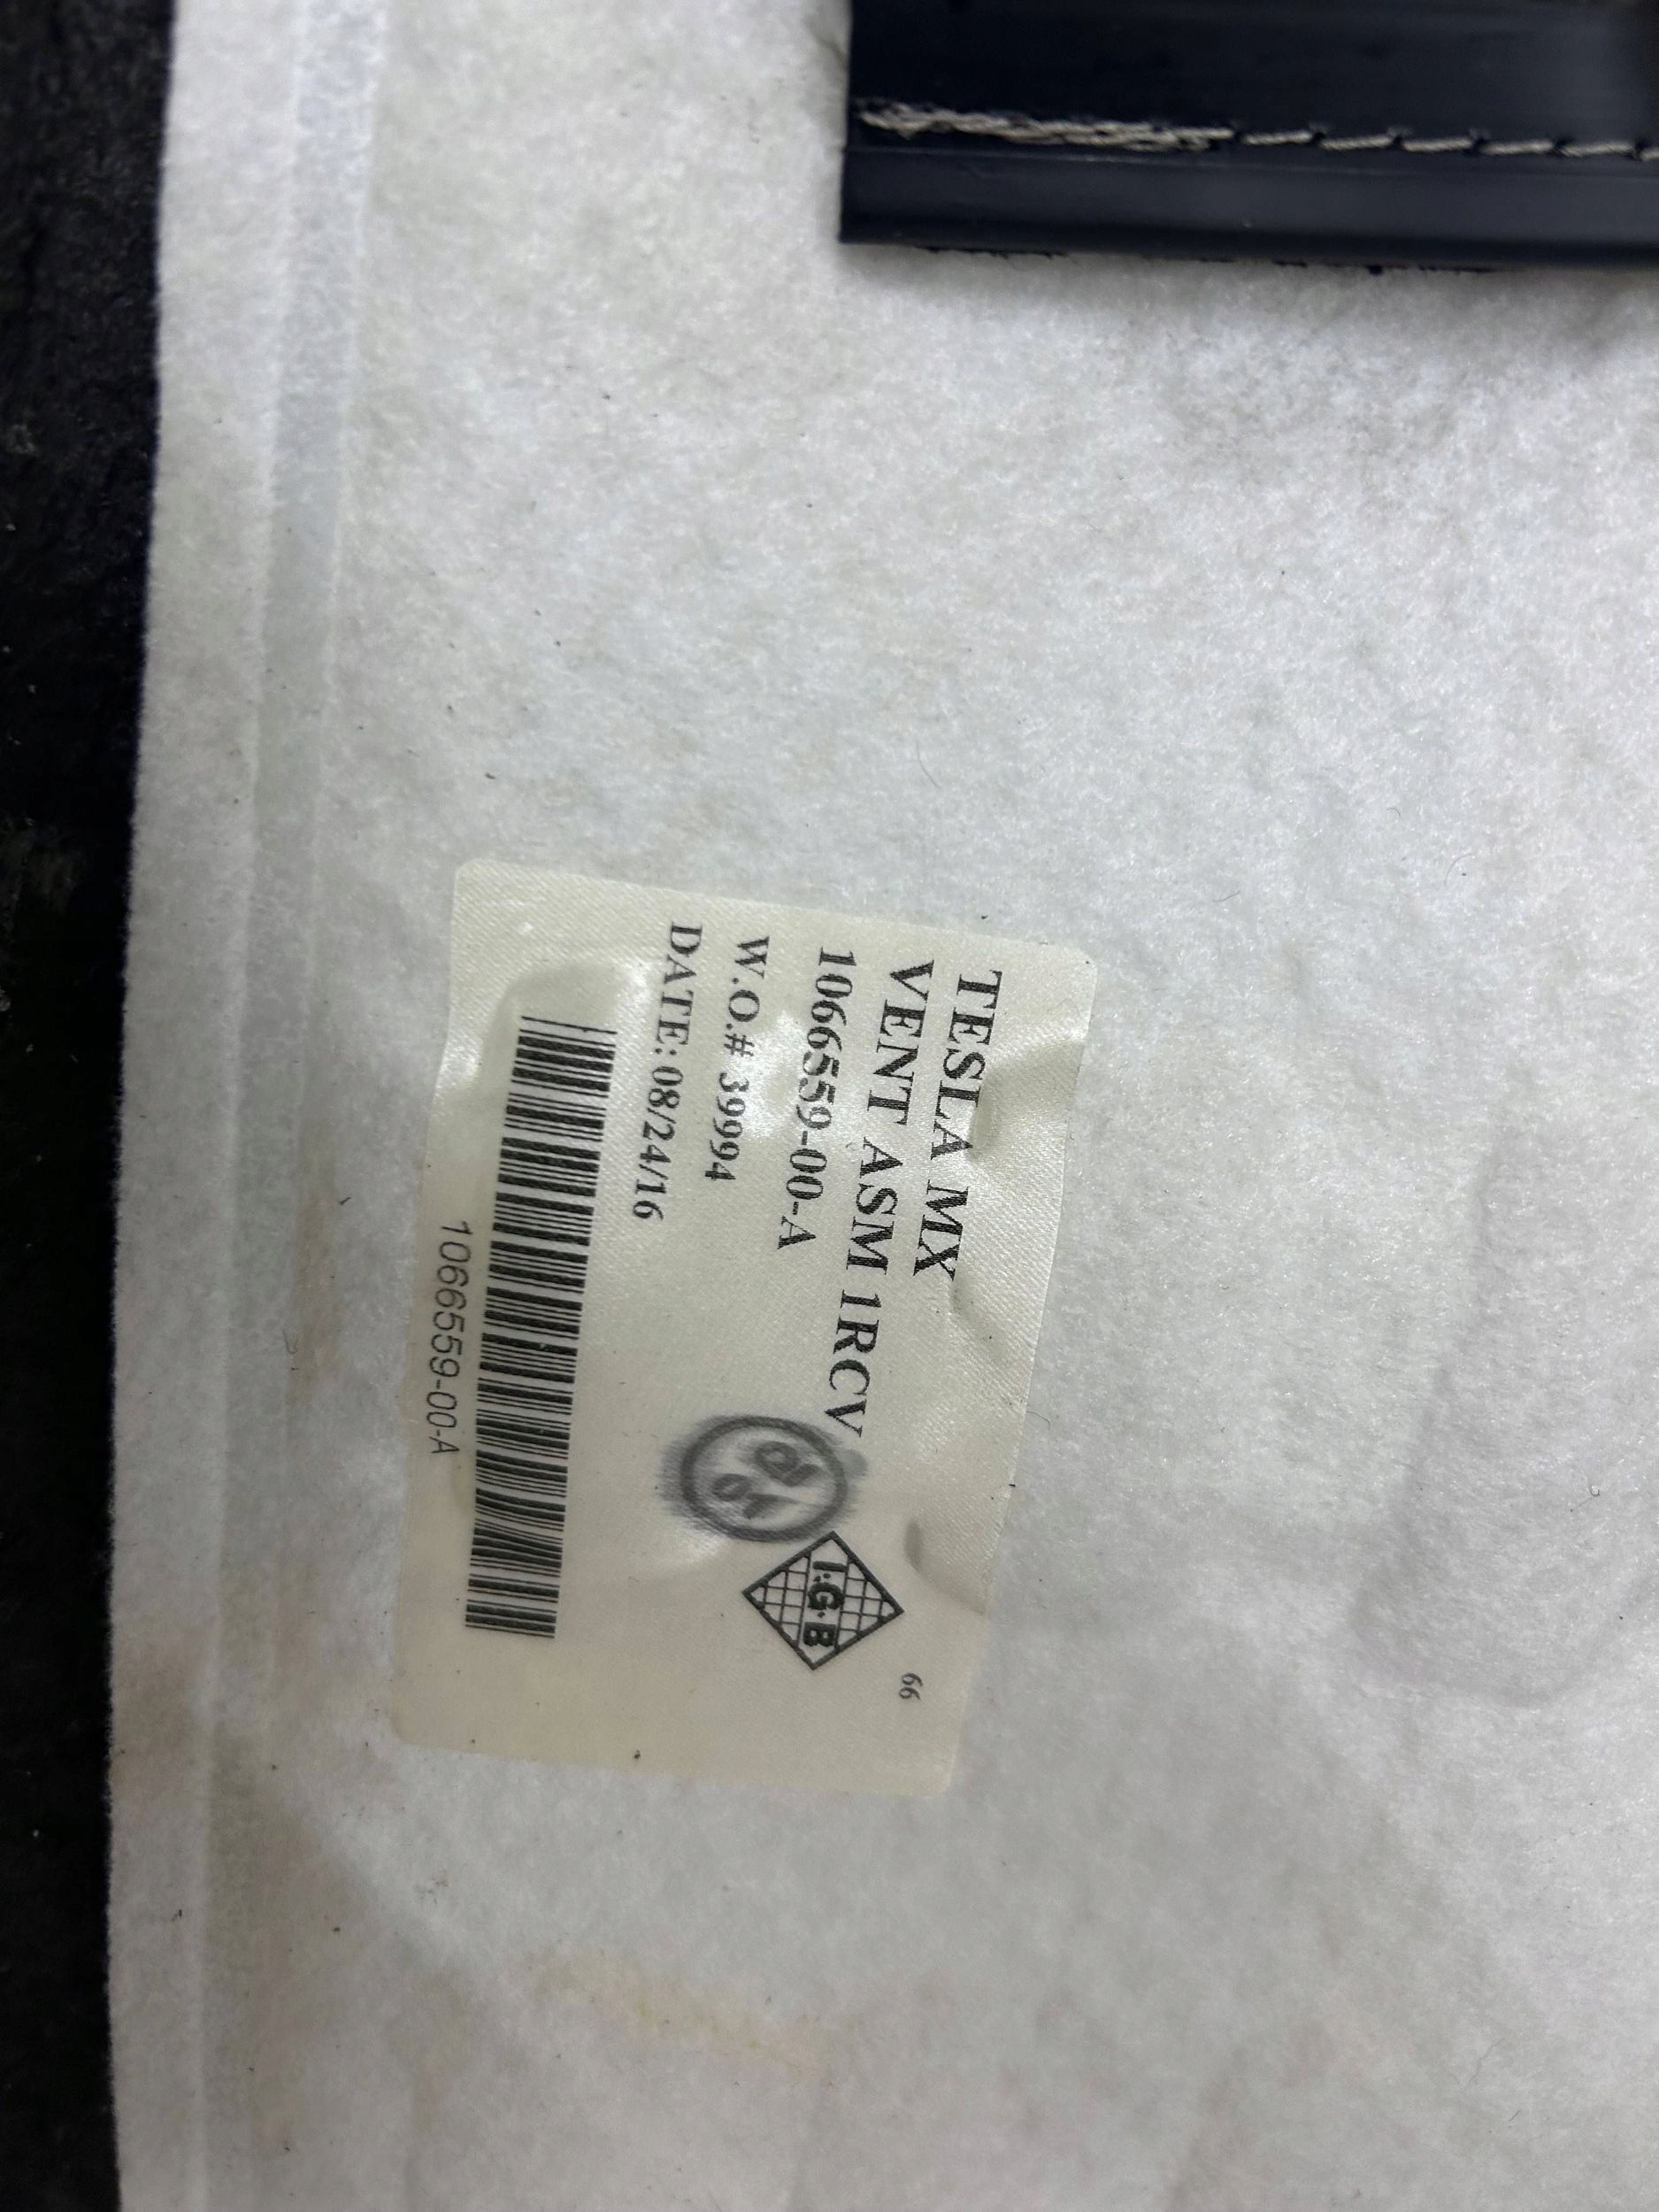 66
TESLA MX
VENT ASM 1RCV
1066559-00-A
I.G.B
W.O.# 39994
DATE: 08/24/16
1066559-00-A